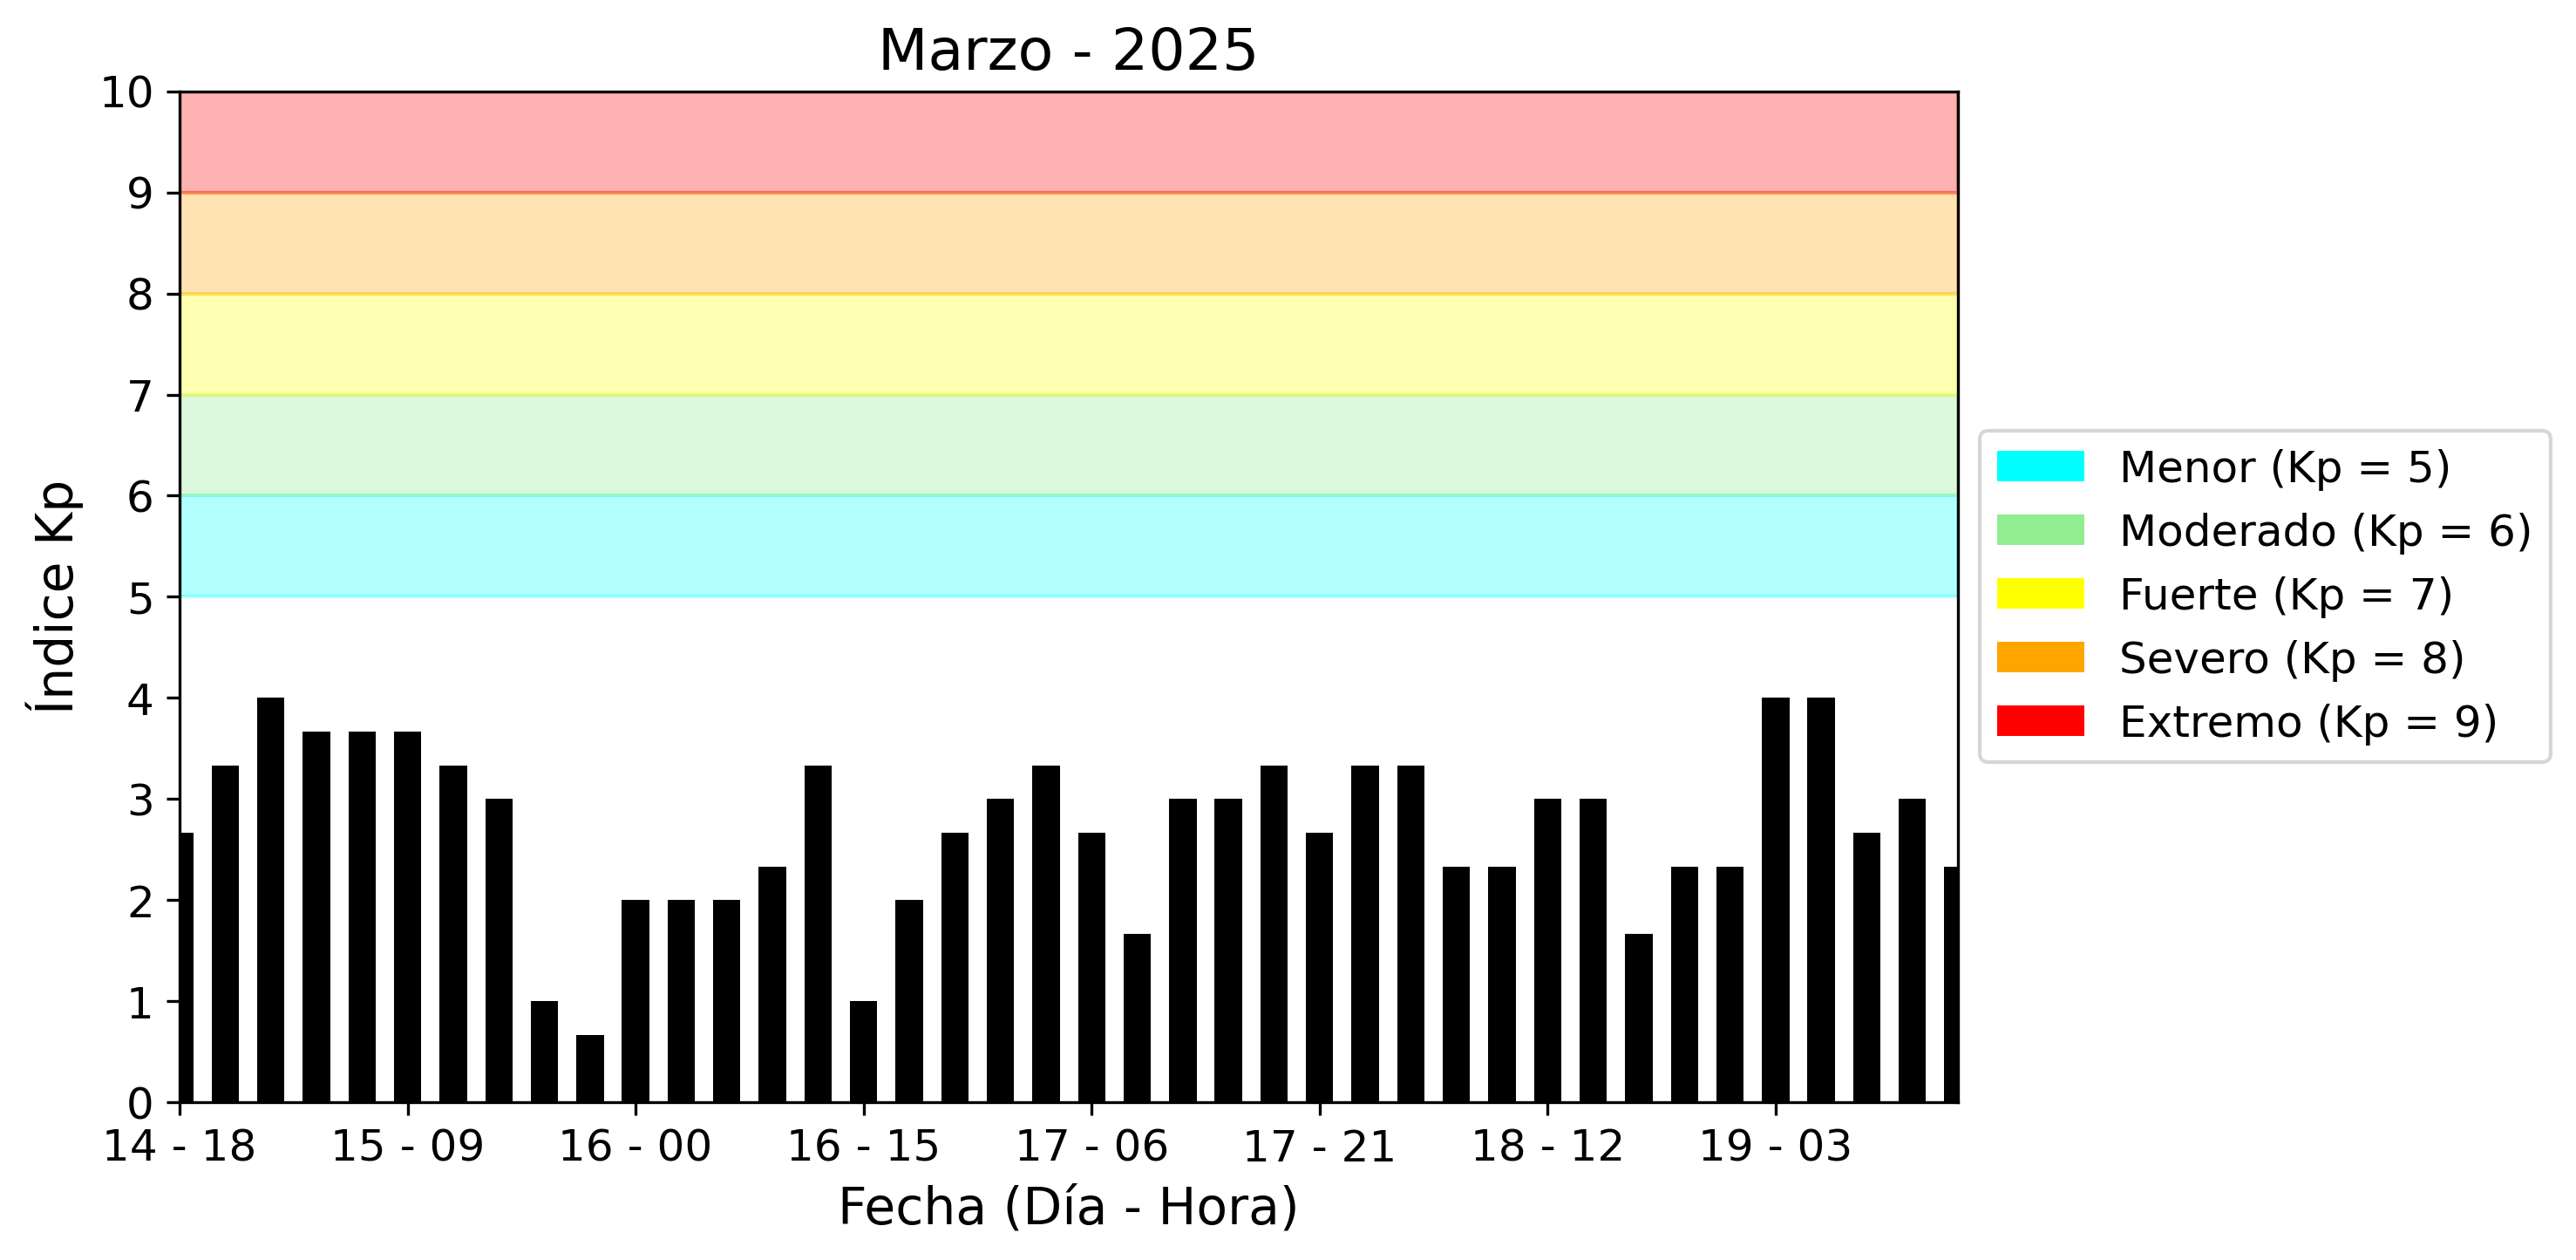 Marzo - 2025
10
9
8
7
6
5
4
3
2
1
0
Índice Kp
14 - 18
15 - 09
16 - 00
16 - 15
17 - 06
17 - 21
18 - 12
19 - 03
Fecha (Día - Hora)
Menor (Kp = 5)
Moderado (Kp = 6)
Fuerte (Kp = 7)
Severo (Kp = 8)
Extremo (Kp = 9)